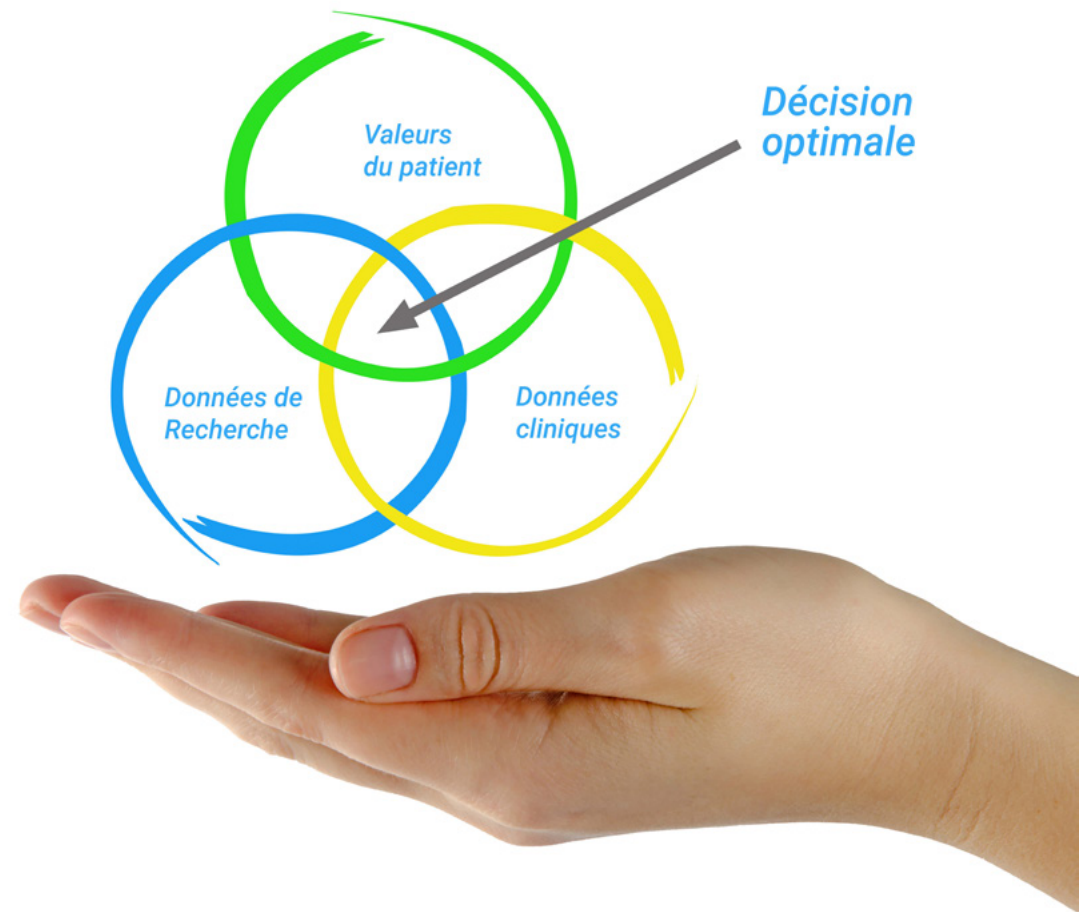 Décision
optimale
Valeurs
du patient
Données de
Recherche
Données
cliniques